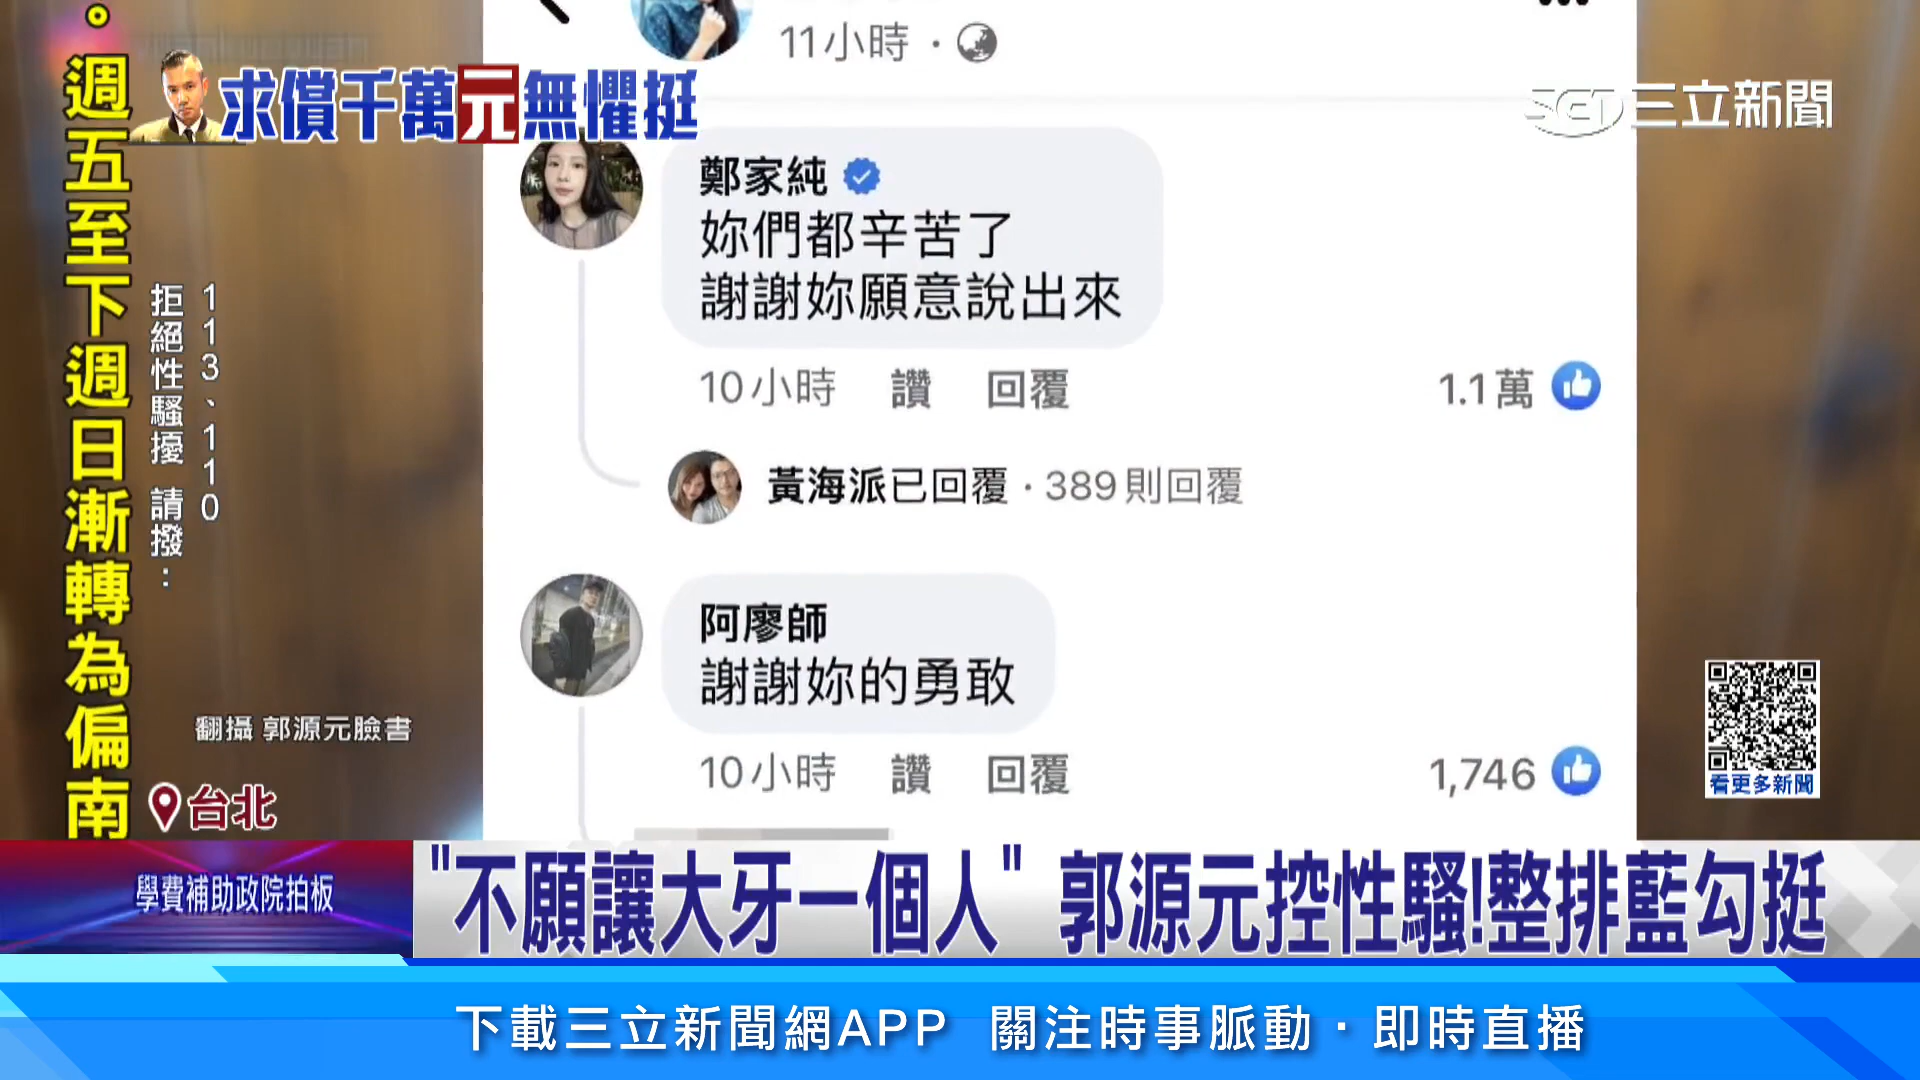 。週五至下週日漸轉為偏南
求償千萬元無懼挺
拒絕性騷擾 請撥：
113、110
翻攝 郭源元臉書
台北
11小時
SET三立新聞
鄭家純
妳們都辛苦了
謝謝妳願意說出來
10小時 讚 回覆 1.1萬
黃海派已回覆·389則回覆
阿廖師
謝謝妳的勇敢
10小時 讚 回覆 1,746
看更多新聞
學費補助政院拍板
"不願讓大牙一個人" 郭源元控性騷!整排藍勾挺
下載三立新聞網APP 關注時事脈動·即時直播